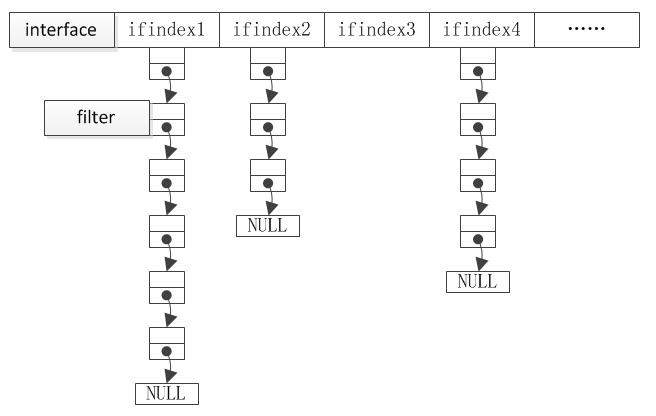 interface ifindex1 ifindex2 ifindex3 ifindex4 ······
filter
NULL
NULL
NULL